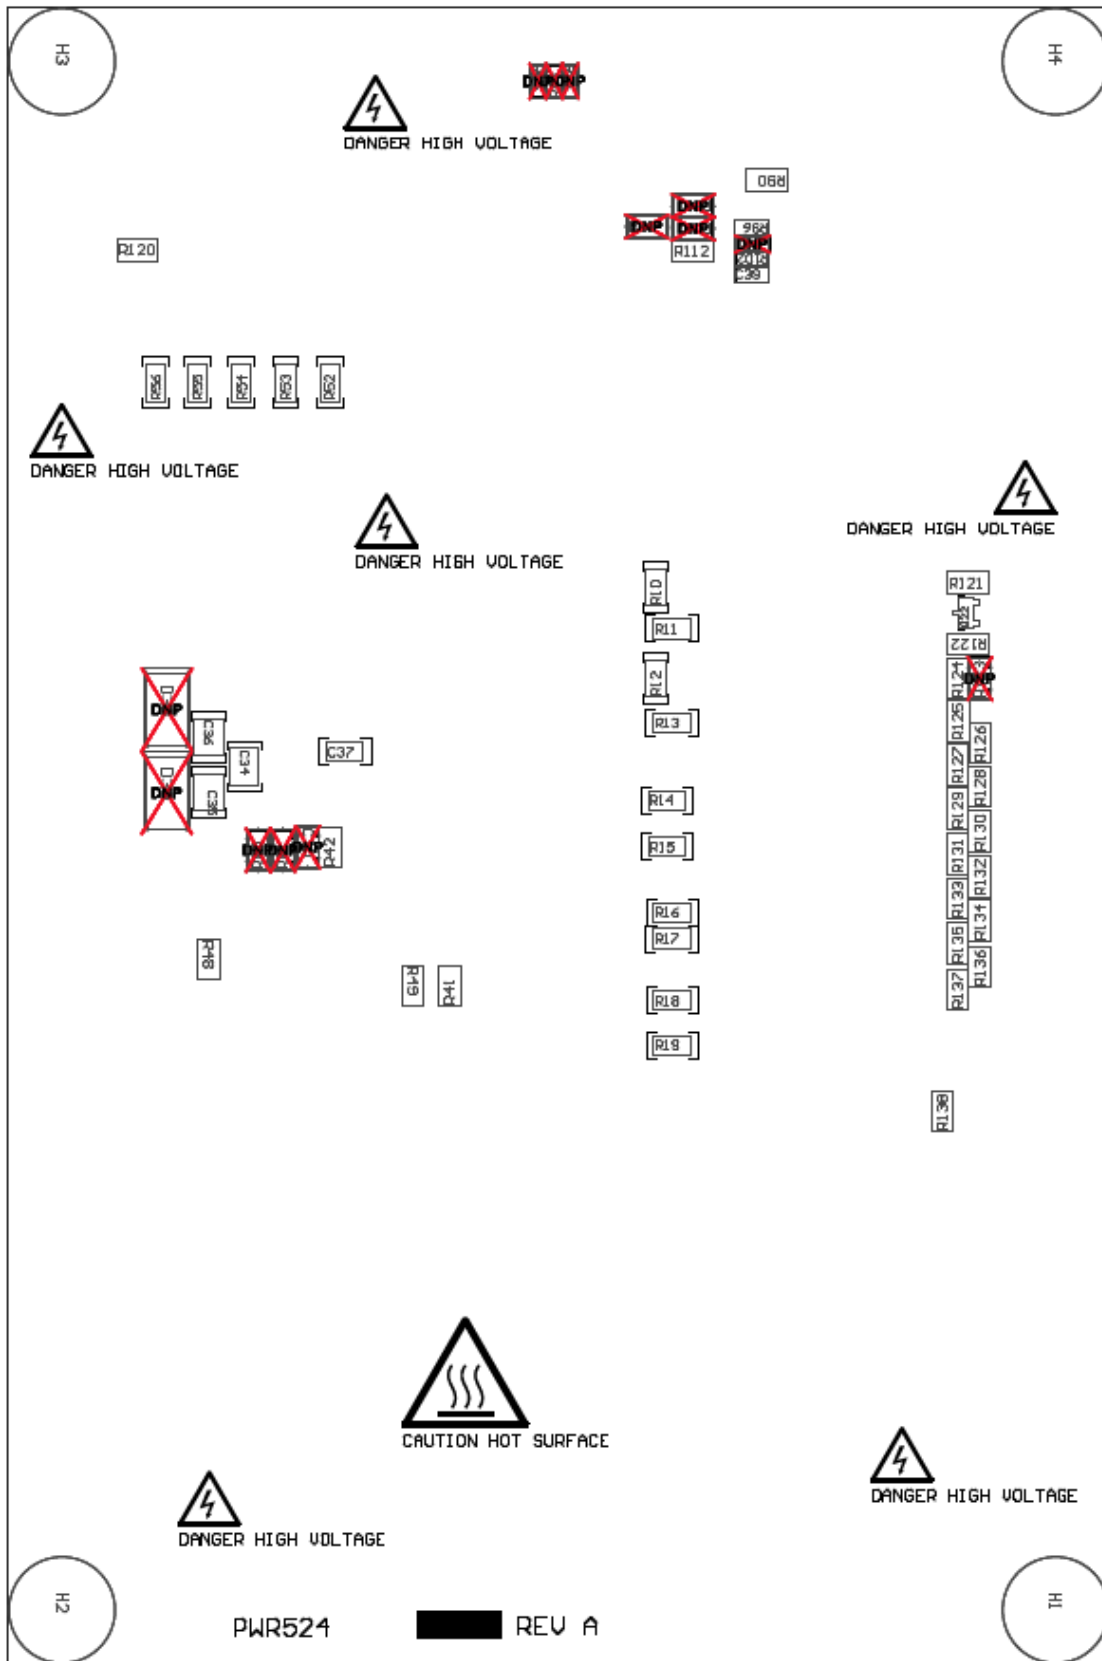 H3
H4
DNP
DANGER HIGH VOLTAGE
R90
DNP
DNP
DNP
R96
R120
R112
DNP
C39
R56
R55
R54
R53
R52
DANGER HIGH VOLTAGE
DANGER HIGH VOLTAGE
DANGER HIGH VOLTAGE
R10
R121
R11
R122
R12
R124
DNP
DNP
R13
R125
C36
C37
R126
C34
R127
DNP
C35
R14
R128
R129
R15
R130
DNP
DNP
DNP
R42
R131
R132
R16
R133
R17
R134
R48
R135
R49
R41
R18
R136
R137
R19
R138
CAUTION HOT SURFACE
DANGER HIGH VOLTAGE
DANGER HIGH VOLTAGE
H2
H1
PWR524 REV A